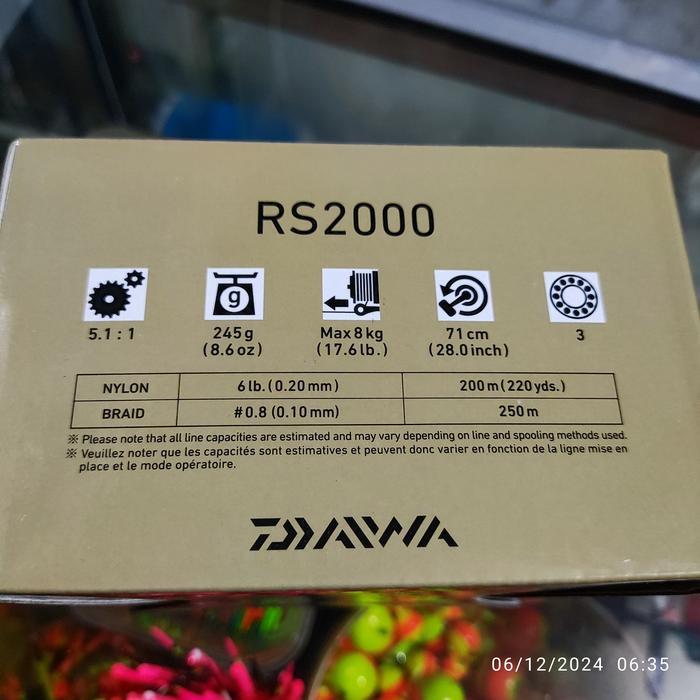 RS2000
g
5.1 : 1 245g Max 8 kg 71 cm 3
(8.6 oz) (17.6 lb.) (28.0 inch)
NYLON 6 lb. (0.20 mm) 200 m (220 yds.)
BRAID #0.8 (0.10 mm) 250 m
※ Please note that all line capacities are estimated and may vary depending on line and spooling methods used.
※ Veuillez noter que les capacités sont estimatives et peuvent donc varier en fonction de la ligne mise en
place et le mode opératoire.
DAIWA
06/12/2024 06:35